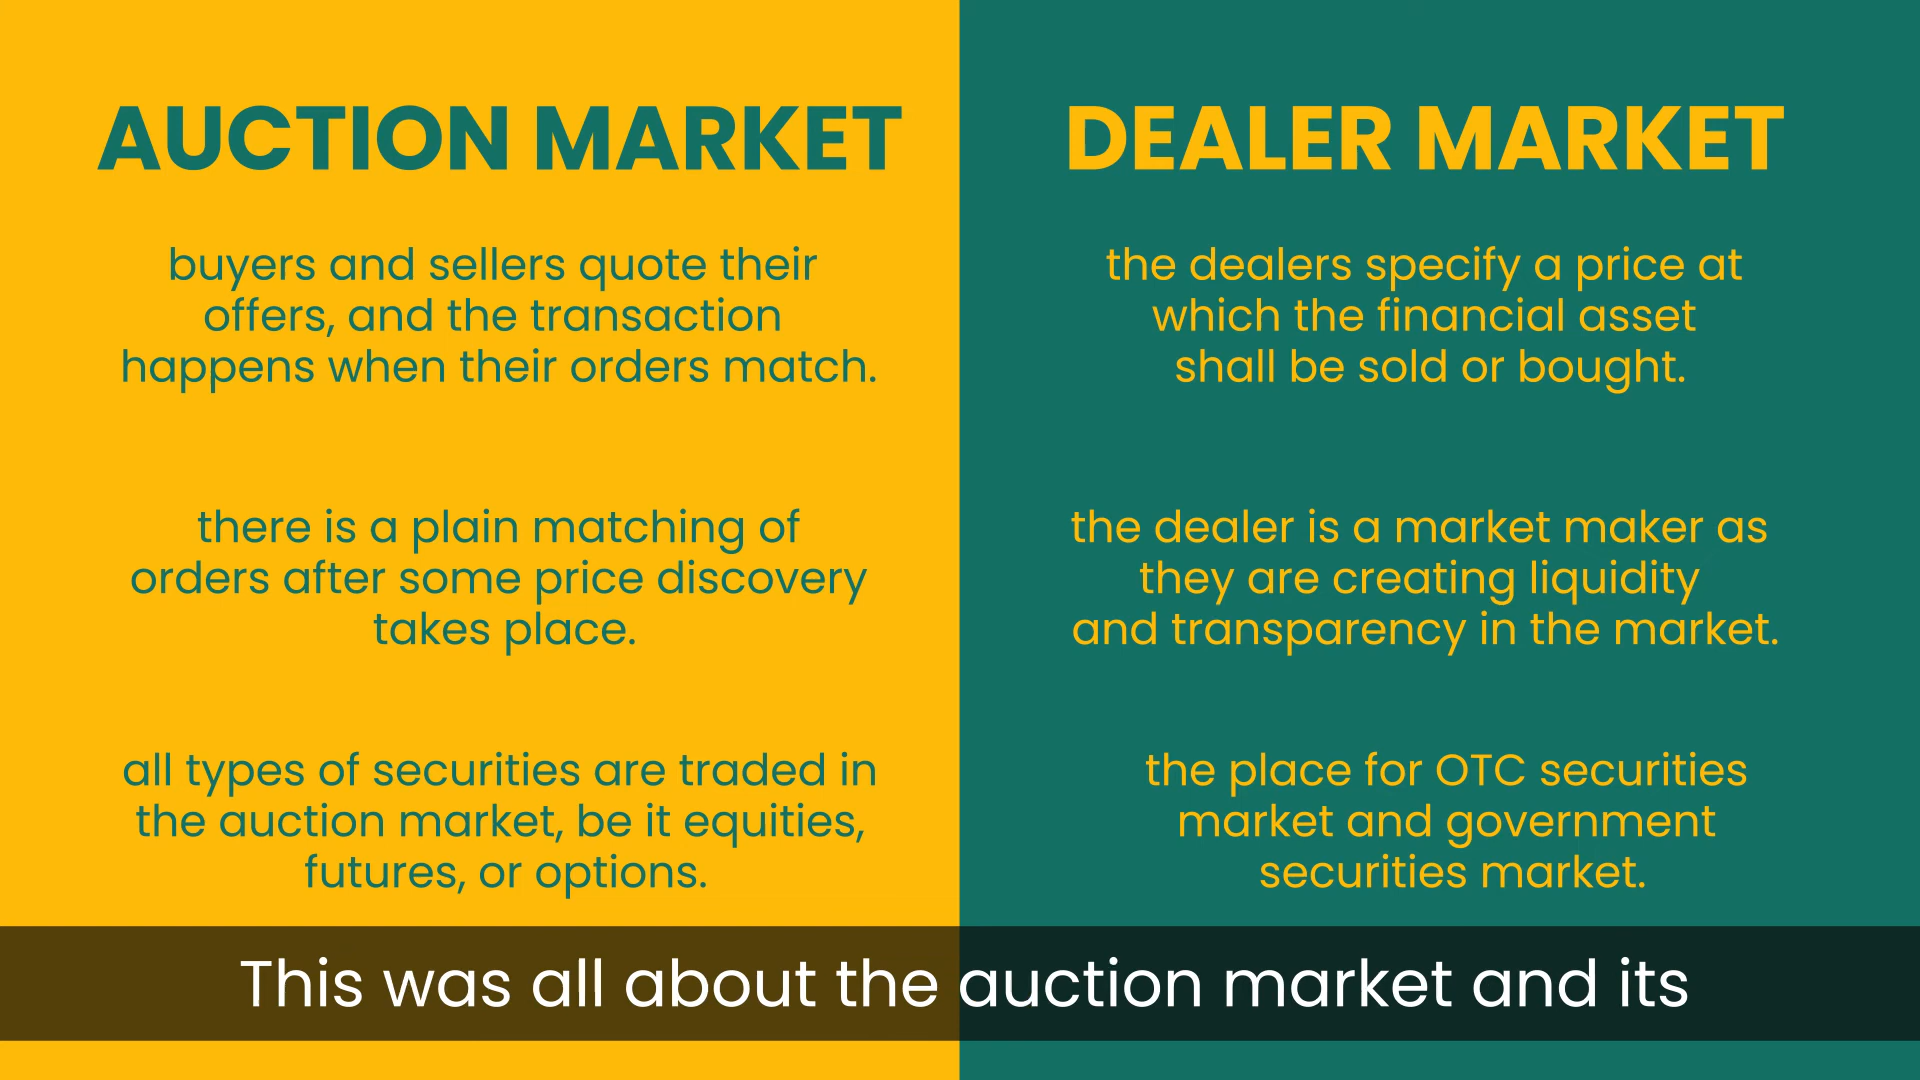 AUCTION MARKET
buyers and sellers quote their
offers, and the transaction
happens when their orders match.
there is a plain matching of
orders after some price discovery
takes place.
all types of securities are traded in
the auction market, be it equities,
futures, or options.
DEALER MARKET
the dealers specify a price at
which the financial asset
shall be sold or bought.
the dealer is a market maker as
they are creating liquidity
and transparency in the market.
the place for OTC securities
market and government
securities market.
This was all about the auction market and its